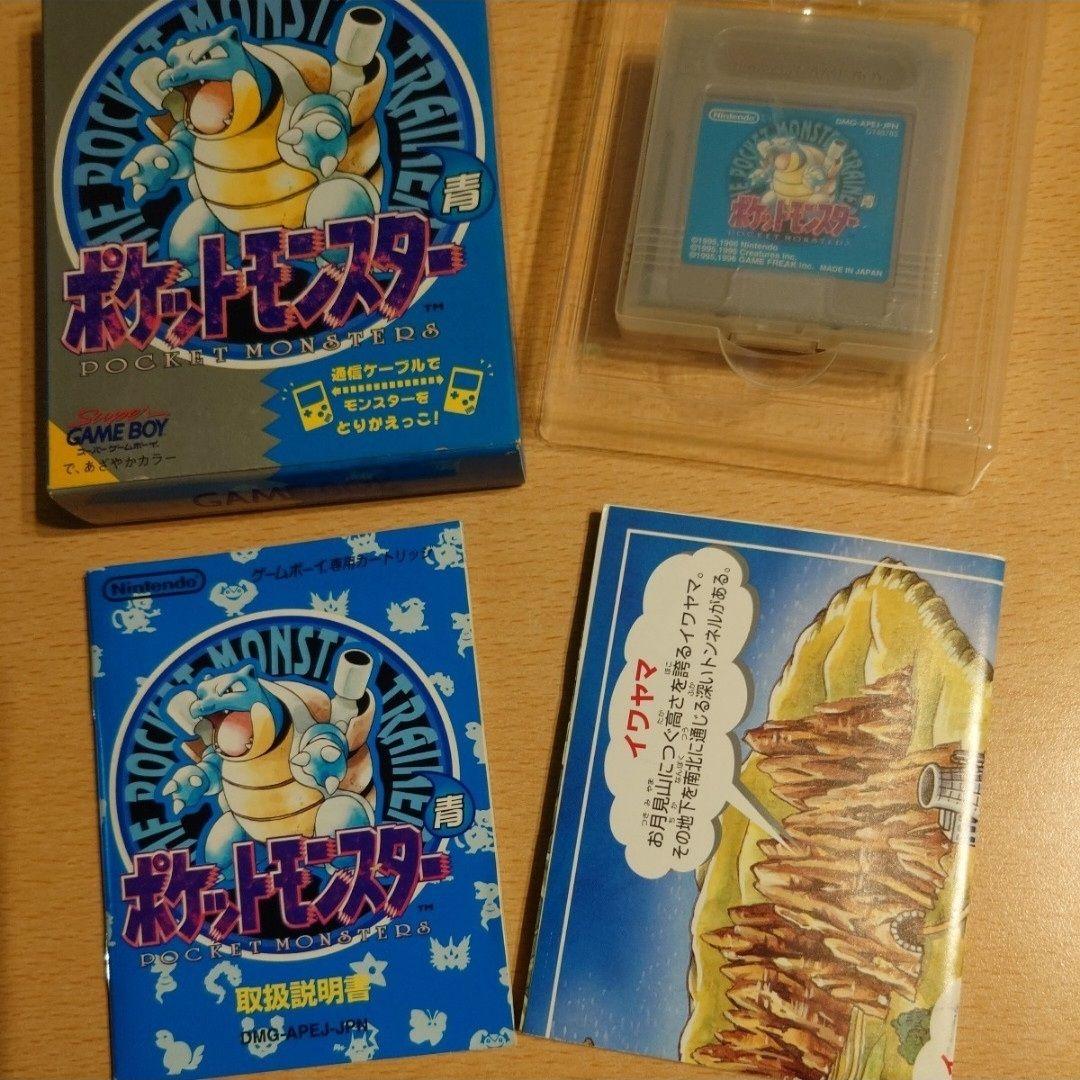 THE POCKET MONSTER TRAINER
青
ポケットモンスター
TM
POCKET MONSTERS
通信ケーブルで
モンスターを
とりかえっこ!
Super
GAME BOY
スーパーゲームボーイ
で、あざやかカラー
GAME BOY
Nintendo
DMG-APEJ-JPN
POCKET MONSTER TRAINER
青
ポケットモンスター
POCKET MONSTERS
©1995,1996 Nintendo
©1995,1996 Creatures Inc.
©1995,1996 GAME FREAK Inc. MADE IN JAPAN
Nintendo
ゲームボーイ専用カートリッジ
THE POCKET MONSTER TRAINER
青
ポケットモンスター
TM
POCKET MONSTERS
取扱説明書
DMG-APEJ-JPN
イワヤマ
お月見山につぐ高さを誇るイワヤマ。
その地下を南北に通じる深いトンネルがある。